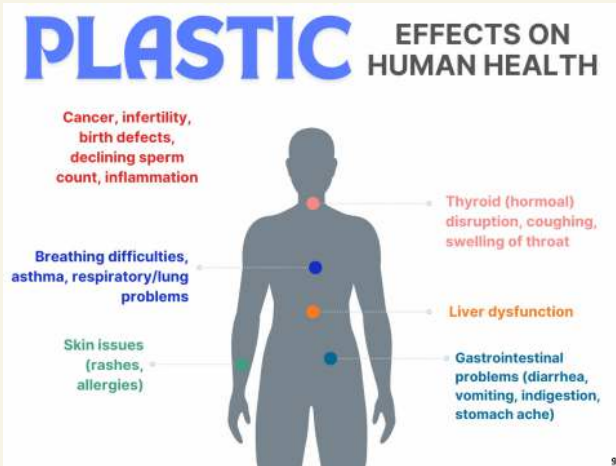 PLASTIC
EFFECTS ON
HUMAN HEALTH
Cancer, infertility,
birth defects,
declining sperm
count, inflammation
Thyroid (hormoal)
disruption, coughing,
swelling of throat
Breathing difficulties,
asthma, respiratory/lung
problems
Liver dysfunction
Skin issues
(rashes,
allergies)
Gastrointestinal
problems (diarrhea,
vomiting, indigestion,
stomach ache)